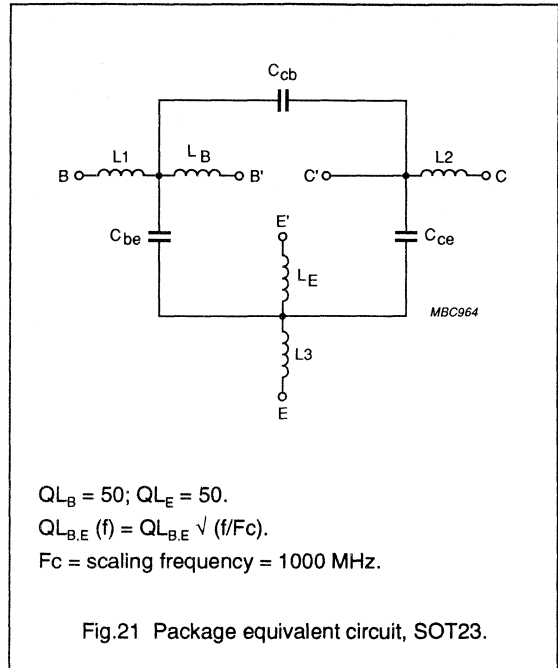 C_cb
L1
L_B
L2
B
B'
C'
C
C_be
E'
C_ce
L_E
MBC964
L3
E
QL_B = 50; QL_E = 50.
QL_B,E (f) = QL_B,E √ (f/Fc).
Fc = scaling frequency = 1000 MHz.
Fig.21 Package equivalent circuit, SOT23.